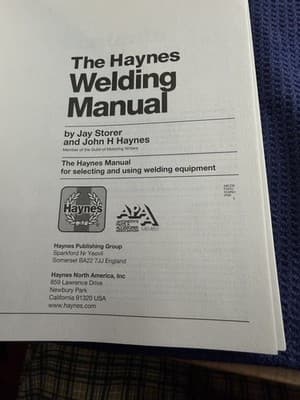 The Haynes
Welding
Manual
by Jay Storer
and John H Haynes
Member of the Guild of Motoring Writers
The Haynes Manual
for selecting and using welding equipment
Haynes
APA
MEMBER
Haynes Publishing Group
Sparkford Nr Yeovil
Somerset BA22 7JJ England
Haynes North America, Inc
859 Lawrence Drive
Newbury Park
California 91320 USA
www.haynes.com